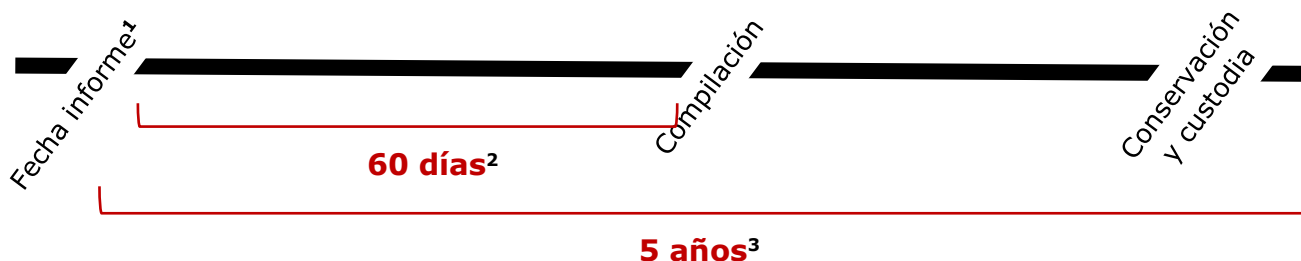 Fecha informe¹
Compilación
Conservación
y custodia
60 días²
5 años³